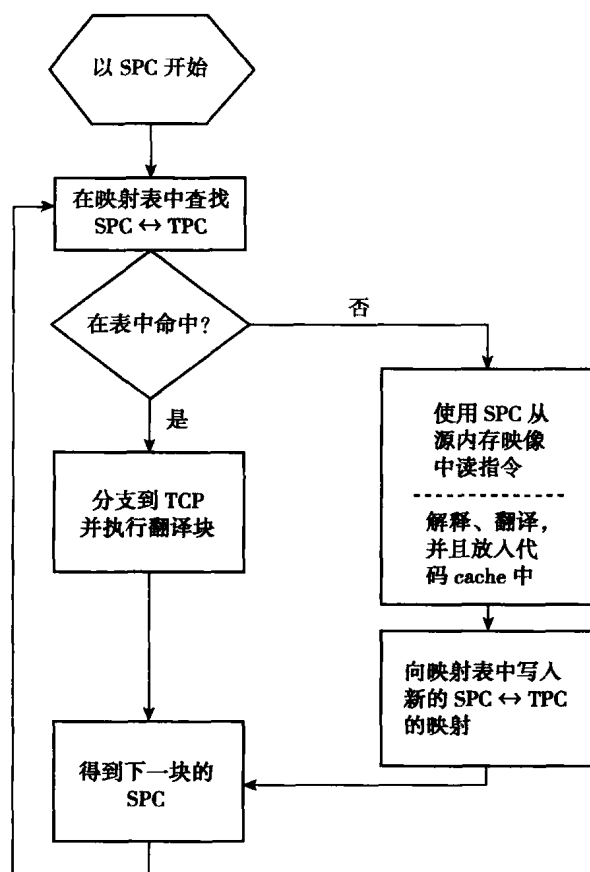 以 SPC 开始
在映射表中查找
SPC ↔ TPC
在表中命中?
否
是
使用 SPC 从
源内存映像
中读指令
解释、翻译,
并且放入代
码 cache 中
分支到 TCP
并执行翻译块
向映射表中写入
新的 SPC ↔ TPC
的映射
得到下一块的
SPC